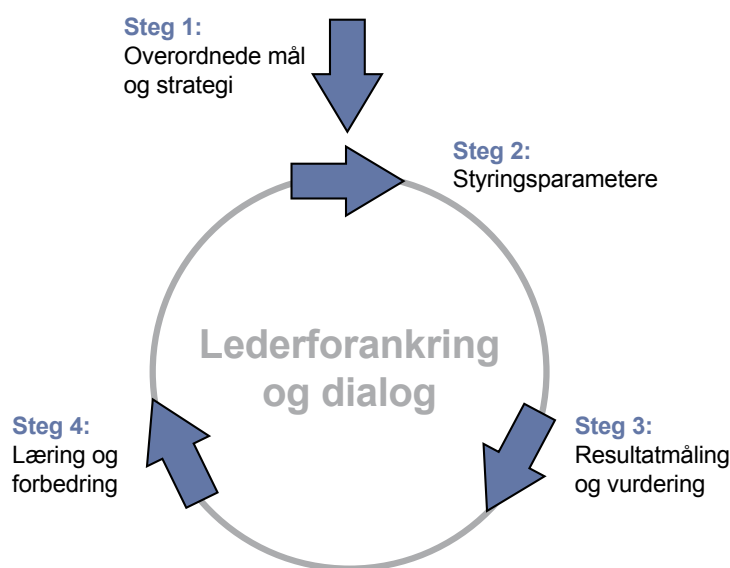 Steg 1:
Overordnede mål
og strategi
Steg 2:
Styringsparametere
Lederforankring
og dialog
Steg 3:
Resultatmåling
og vurdering
Steg 4:
Læring og
forbedring